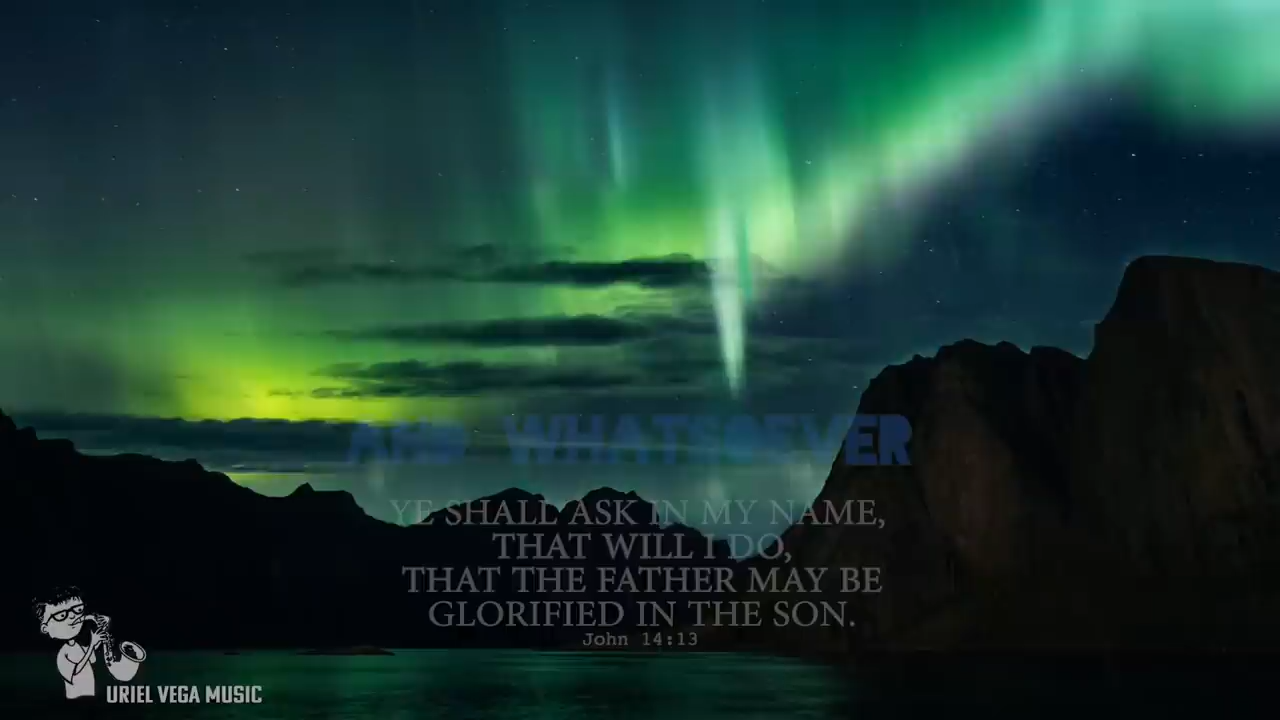 AND WHATSOEVER
YE SHALL ASK IN MY NAME,
THAT WILL I DO,
THAT THE FATHER MAY BE
GLORIFIED IN THE SON.
John 14:13
URIEL VEGA MUSIC